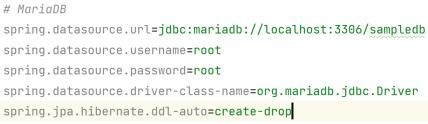 # MariaDB
spring.datasource.url=jdbc:mariadb://localhost:3306/sampledb
spring.datasource.username=root
spring.datasource.password=root
spring.datasource.driver-class-name=org.mariadb.jdbc.Driver
spring.jpa.hibernate.ddl-auto=create-drop